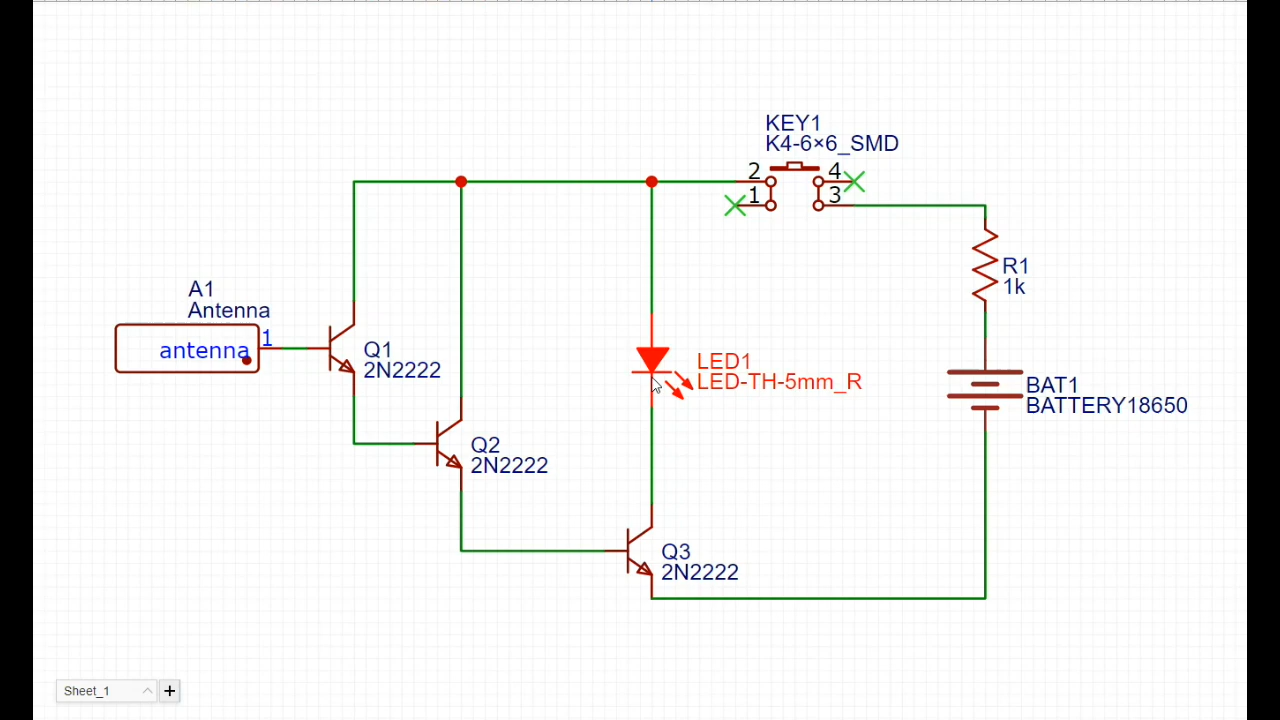 KEY1
K4-6×6_SMD
2
4
1
3
R1
1k
A1
Antenna
antenna
1
Q1
2N2222
LED1
LED-TH-5mm_R
BAT1
BATTERY18650
Q2
2N2222
Q3
2N2222
Sheet_1